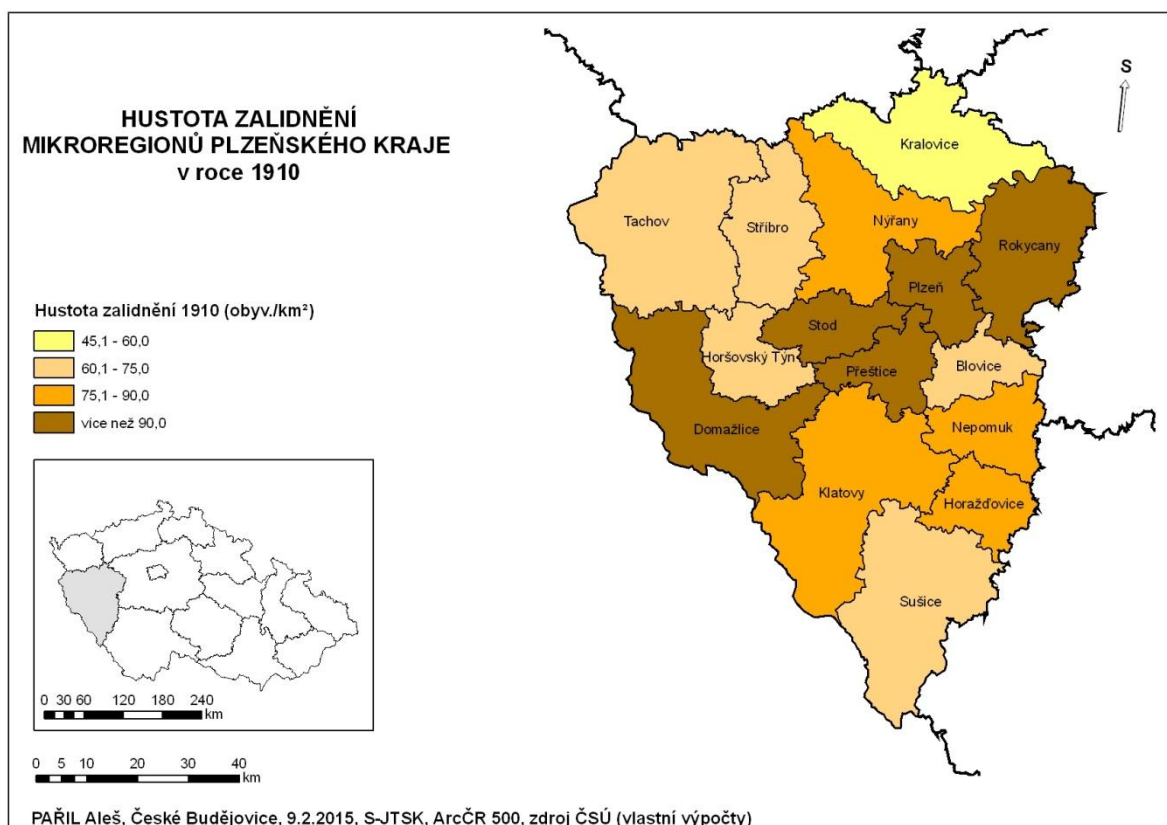 HUSTOTA ZALIDNĚNÍ
MIKROREGIONŮ PLZEŇSKÉHO KRAJE
v roce 1910
S
Kralovice
Tachov
Stříbro
Nýřany
Rokycany
Plzeň
Stod
Horšovský Týn
Přeštice
Blovice
Domažlice
Nepomuk
Klatovy
Horažďovice
Sušice
Hustota zalidnění 1910 (obyv./km²)
45,1 - 60,0
60,1 - 75,0
75,1 - 90,0
více než 90,0
0 30 60 120 180 240
km
0 5 10 20 30 40
km
PAŘIL Aleš, České Budějovice, 9.2.2015, S-JTSK, ArcČR 500, zdroj ČSÚ (vlastní výpočty)